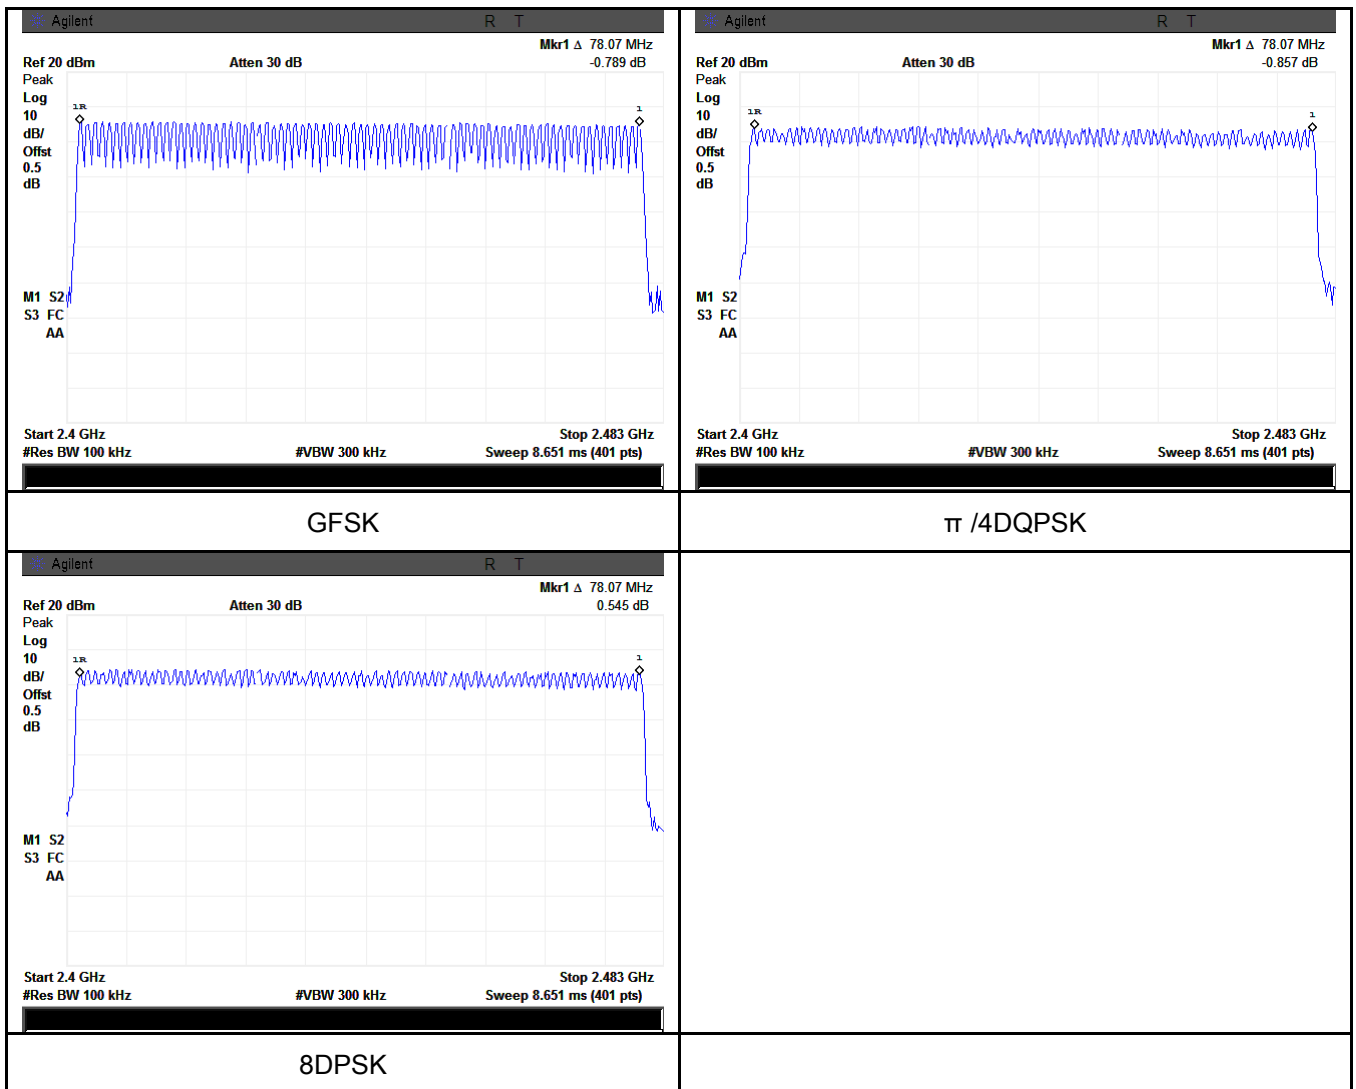 Agilent R T
Mkr1 Δ 78.07 MHz
Ref 20 dBm Atten 30 dB -0.789 dB
Peak
Log
10
dB/
Offst
0.5
dB
1R
1
M1 S2
S3 FC
AA
Start 2.4 GHz Stop 2.483 GHz
#Res BW 100 kHz #VBW 300 kHz Sweep 8.651 ms (401 pts)
GFSK
Agilent R T
Mkr1 Δ 78.07 MHz
Ref 20 dBm Atten 30 dB -0.857 dB
Peak
Log
10
dB/
Offst
0.5
dB
1R
1
M1 S2
S3 FC
AA
Start 2.4 GHz Stop 2.483 GHz
#Res BW 100 kHz #VBW 300 kHz Sweep 8.651 ms (401 pts)
π /4DQPSK
Agilent R T
Mkr1 Δ 78.07 MHz
Ref 20 dBm Atten 30 dB 0.545 dB
Peak
Log
10
dB/
Offst
0.5
dB
1R
1
M1 S2
S3 FC
AA
Start 2.4 GHz Stop 2.483 GHz
#Res BW 100 kHz #VBW 300 kHz Sweep 8.651 ms (401 pts)
8DPSK